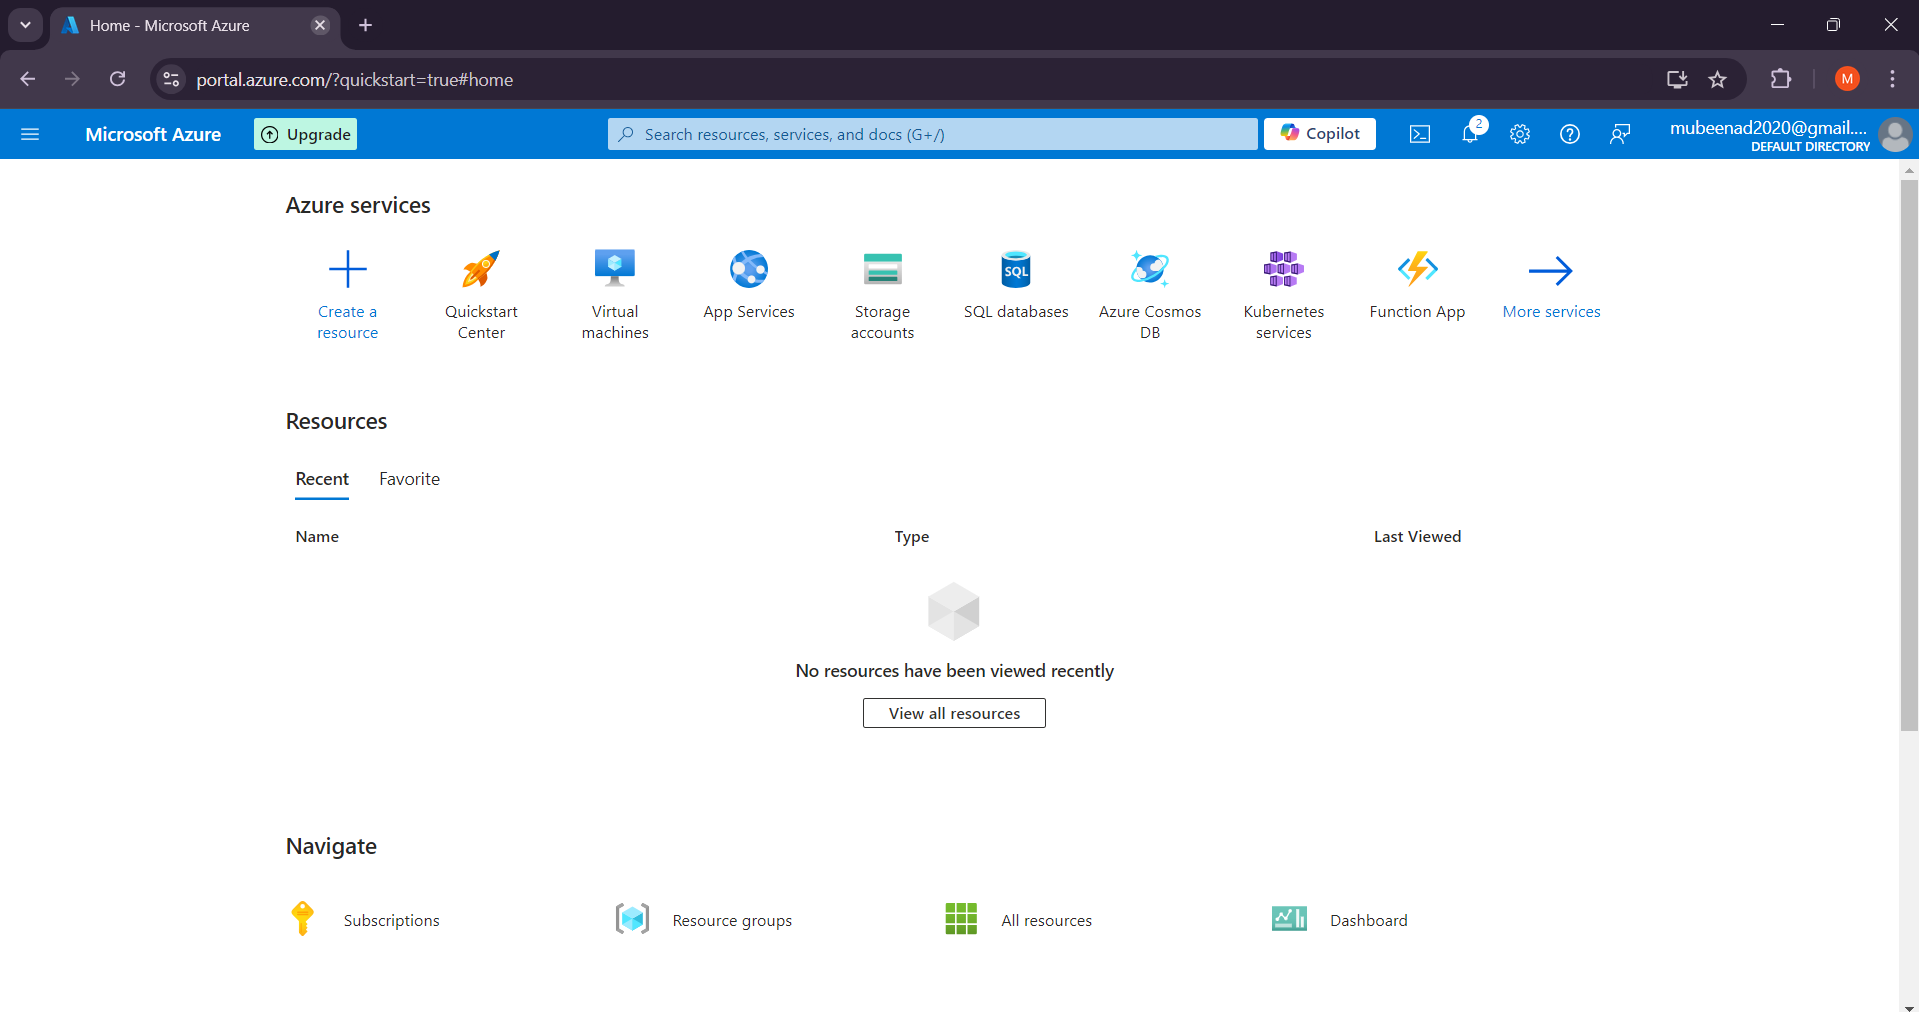 Home - Microsoft Azure
portal.azure.com/?quickstart=true#home
M
Microsoft Azure
Upgrade
Search resources, services, and docs (G+/)
Copilot
2
mubeenad2020@gmail....
DEFAULT DIRECTORY
Azure services
Create a
resource
Quickstart
Center
Virtual
machines
App Services
Storage
accounts
SQL
SQL databases
Azure Cosmos
DB
Kubernetes
services
Function App
More services
Resources
Recent
Favorite
Name
Type
Last Viewed
No resources have been viewed recently
View all resources
Navigate
Subscriptions
Resource groups
All resources
Dashboard